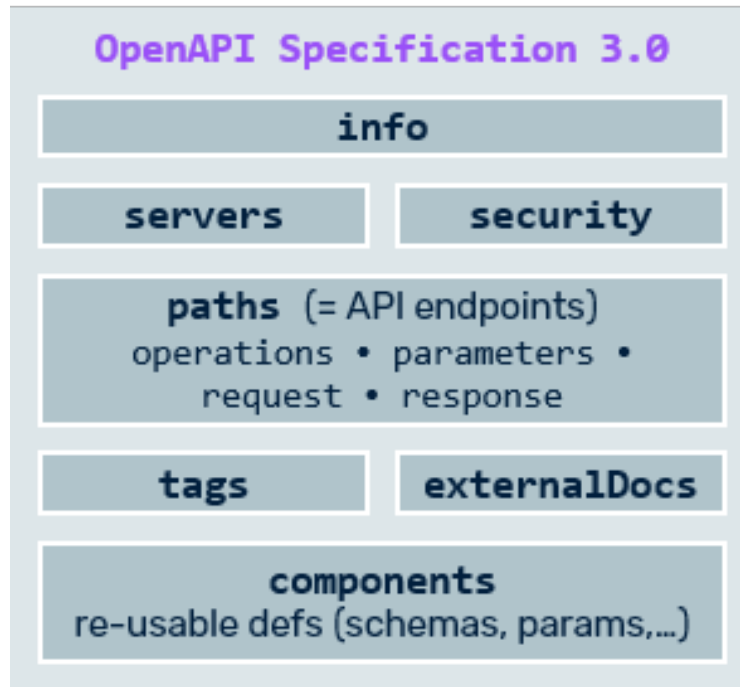 OpenAPI Specification 3.0
info
servers
security
paths (= API endpoints)
operations • parameters •
request • response
tags
externalDocs
components
re-usable defs (schemas, params,…)